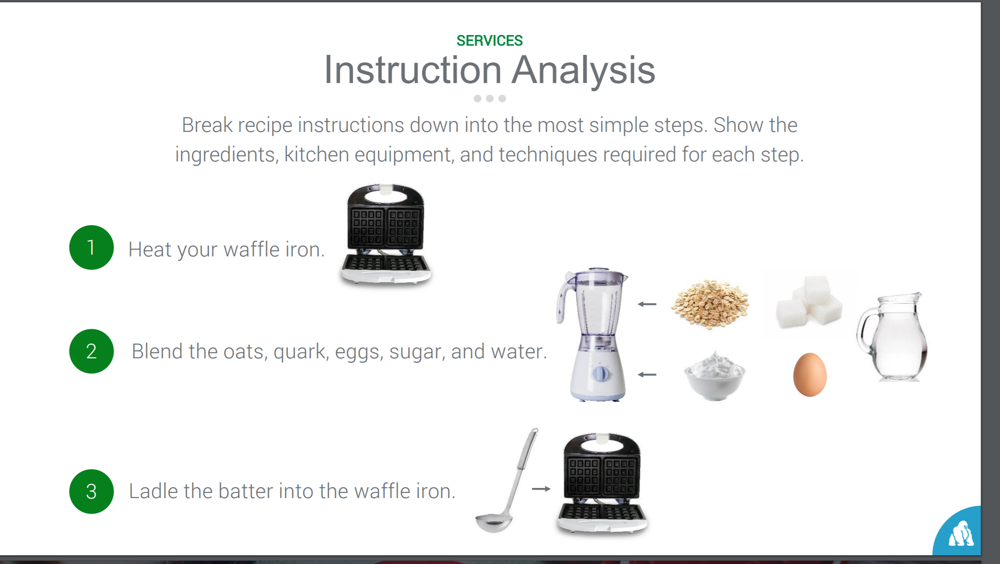 SERVICES
Instruction Analysis
Break recipe instructions down into the most simple steps. Show the
ingredients, kitchen equipment, and techniques required for each step.
1
Heat your waffle iron.
2
Blend the oats, quark, eggs, sugar, and water.
3
Ladle the batter into the waffle iron.